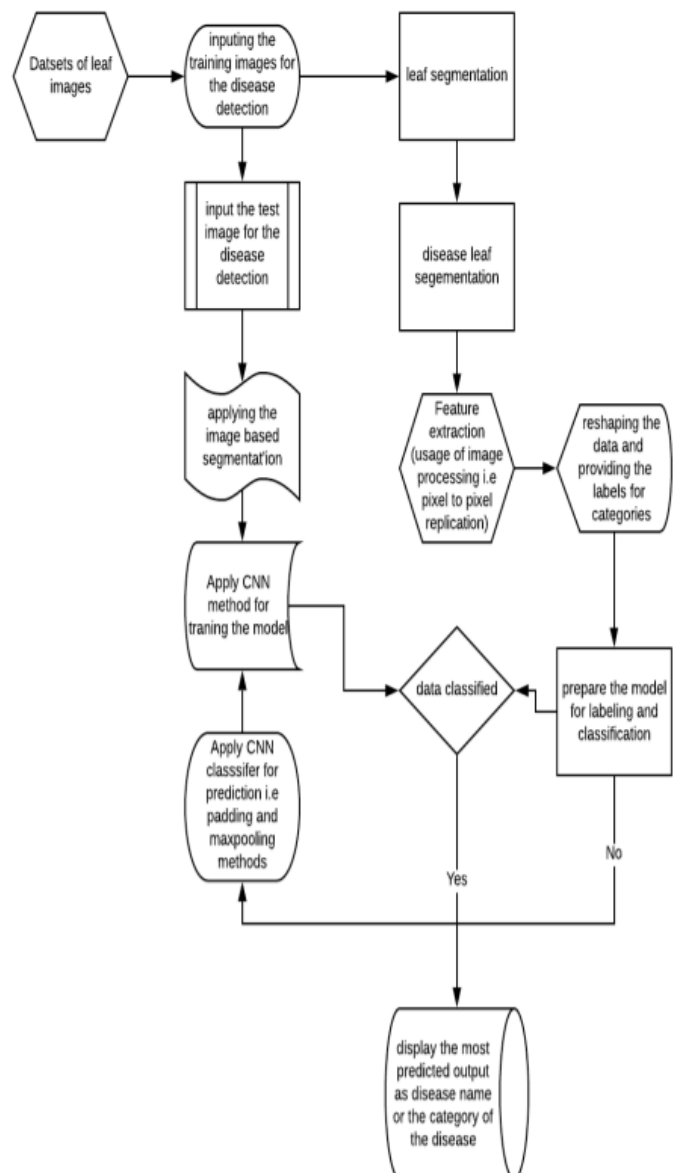 Datsets of leaf
images
inputing the
training images for
the disease
detection
leaf segmentation
input the test
image for the
disease
detection
disease leaf
segementation
applying the
image based
segmentat'ion
Feature
extraction
(usage of image
processing i.e
pixel to pixel
replication)
reshaping the
data and
providing the
labels for
categories
Apply CNN
method for
traning the model
data classified
prepare the model
for labeling and
classification
Apply CNN
classsifer for
prediction i.e
padding and
maxpooling
methods
No
Yes
display the most
predicted output
as disease name
or the category of
the disease